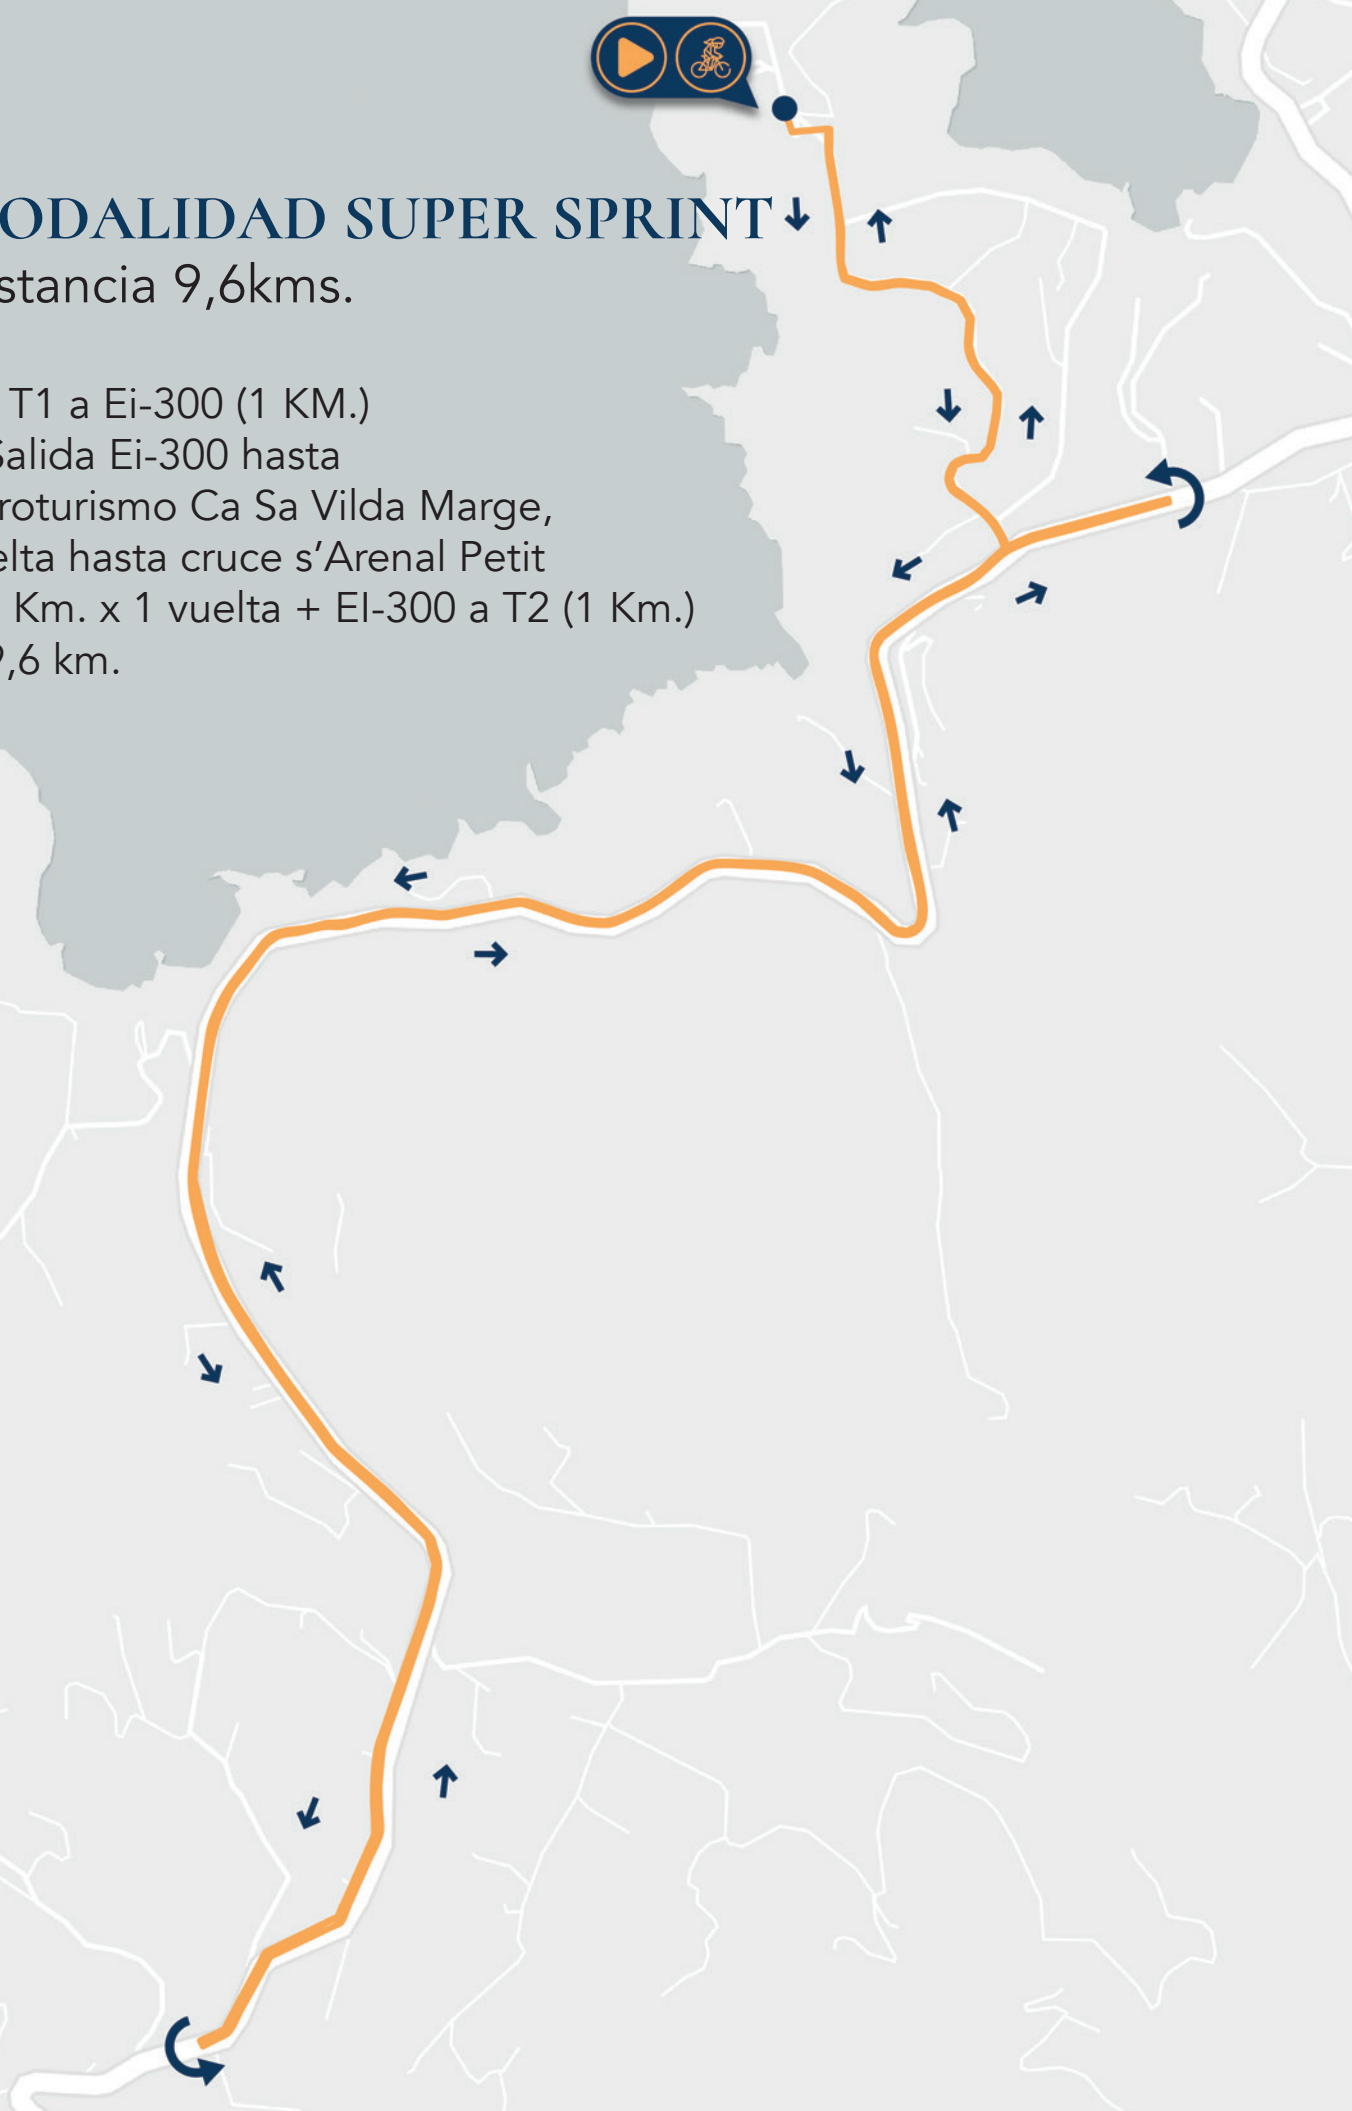 ODALIDAD SUPER SPRINT
stancia 9,6kms.
T1 a Ei-300 (1 KM.)
Salida Ei-300 hasta
roturismo Ca Sa Vilda Marge,
elta hasta cruce s’Arenal Petit
Km. x 1 vuelta + EI-300 a T2 (1 Km.)
9,6 km.